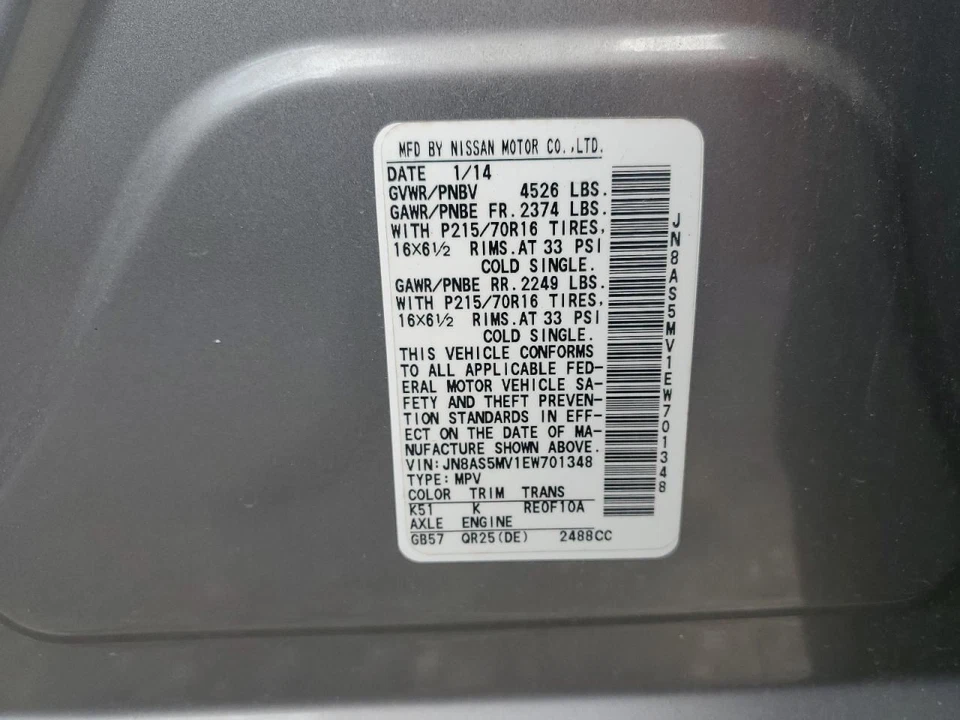 MFD BY NISSAN MOTOR CO.,LTD.
DATE 1/14
GVWR/PNBV 4526 LBS.
GAWR/PNBE FR.2374 LBS.
WITH P215/70R16 TIRES,
16X6½ RIMS.AT 33 PSI
COLD SINGLE.
GAWR/PNBE RR.2249 LBS.
WITH P215/70R16 TIRES,
16X6½ RIMS.AT 33 PSI
COLD SINGLE.
THIS VEHICLE CONFORMS
TO ALL APPLICABLE FED-
ERAL MOTOR VEHICLE SA-
FETY AND THEFT PREVEN-
TION STANDARDS IN EFF-
ECT ON THE DATE OF MA-
NUFACTURE SHOWN ABOVE.
VIN:JN8AS5MV1EW701348
TYPE:MPV
COLOR TRIM TRANS
K51 K RE0F10A
AXLE ENGINE
GB57 QR25(DE) 2488CC
JN8AS5MV1EW701348